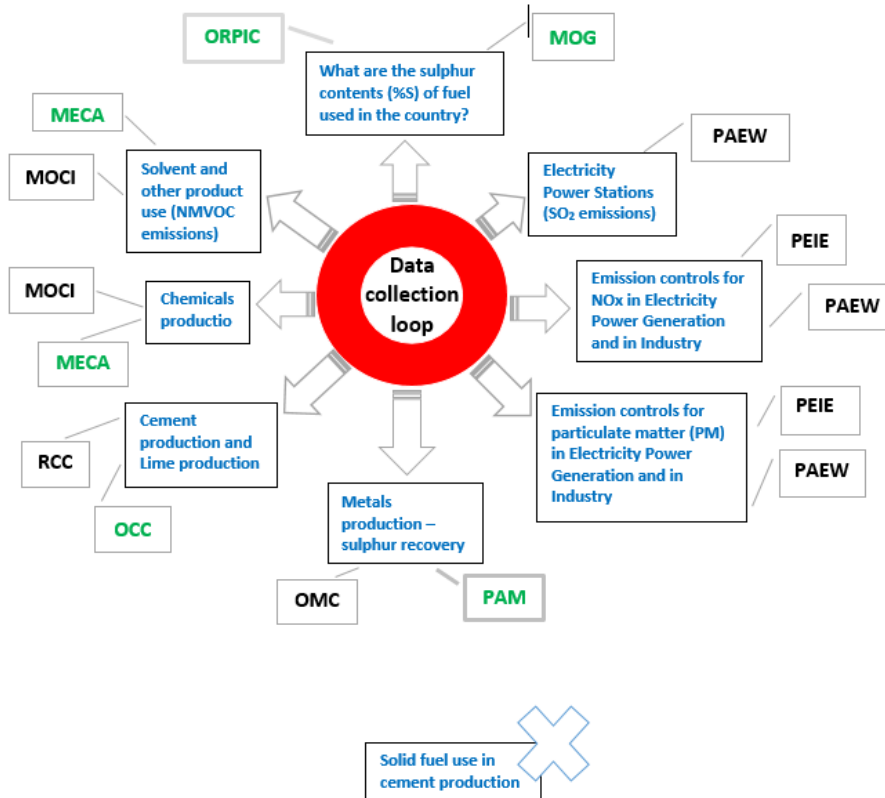 ORPIC
MOG
What are the sulphur
contents (%S) of fuel
used in the country?
MECA
MOCI
Solvent and
other product
use (NMVOC
emissions)
Electricity
Power Stations
(SO₂ emissions)
PAEW
Data
collection
loop
MOCI
Chemicals
productio
MECA
Emission controls for
NOx in Electricity
Power Generation
and in Industry
PEIE
PAEW
Cement
production and
Lime production
RCC
OCC
Emission controls for
particulate matter (PM)
in Electricity Power
Generation and in
Industry
PEIE
PAEW
Metals
production –
sulphur recovery
OMC
PAM
Solid fuel use in
cement production